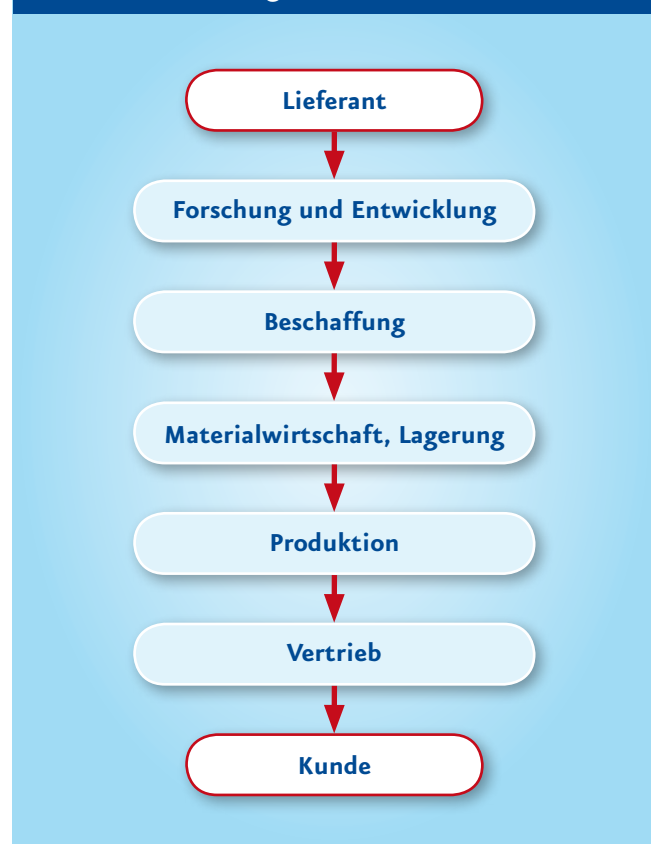 Lieferant
Forschung und Entwicklung
Beschaffung
Materialwirtschaft, Lagerung
Produktion
Vertrieb
Kunde